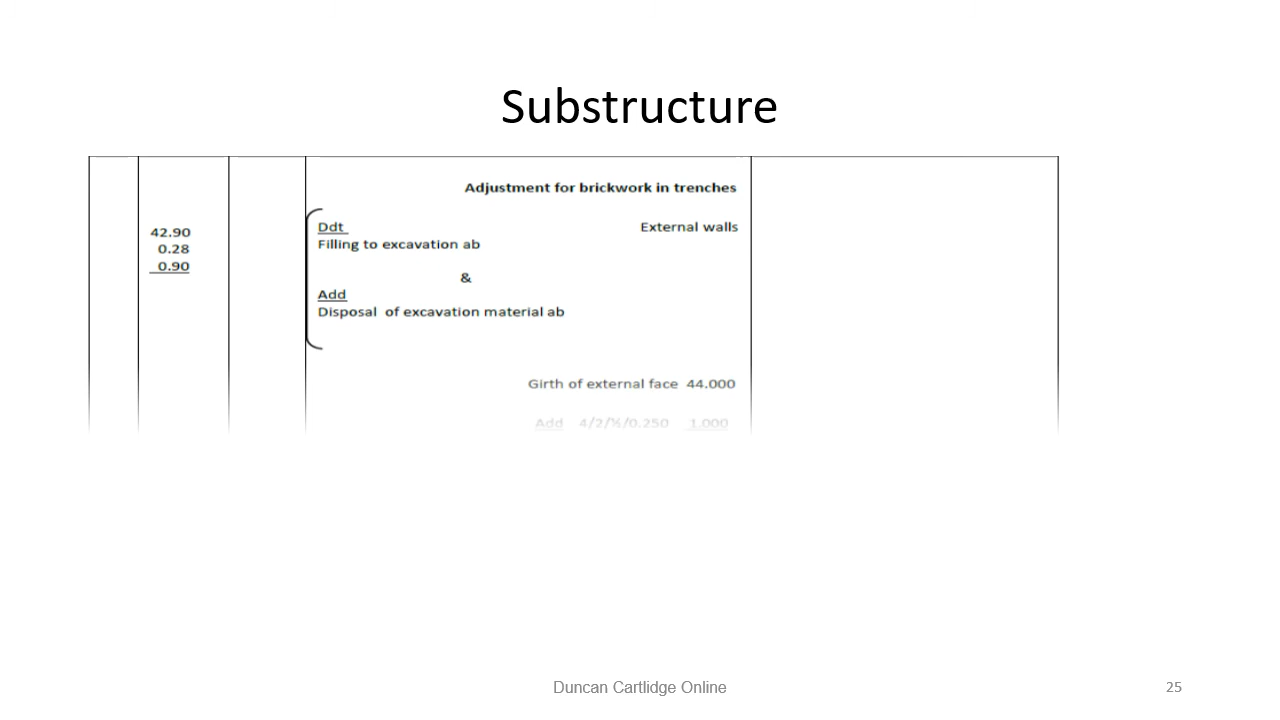 Substructure
Adjustment for brickwork in trenches
42.90
0.28
0.90
Ddt External walls
Filling to excavation ab
&
Add
Disposal of excavation material ab
Girth of external face 44.000
Add 4/2/½/0.250 1.000
Duncan Cartlidge Online
25